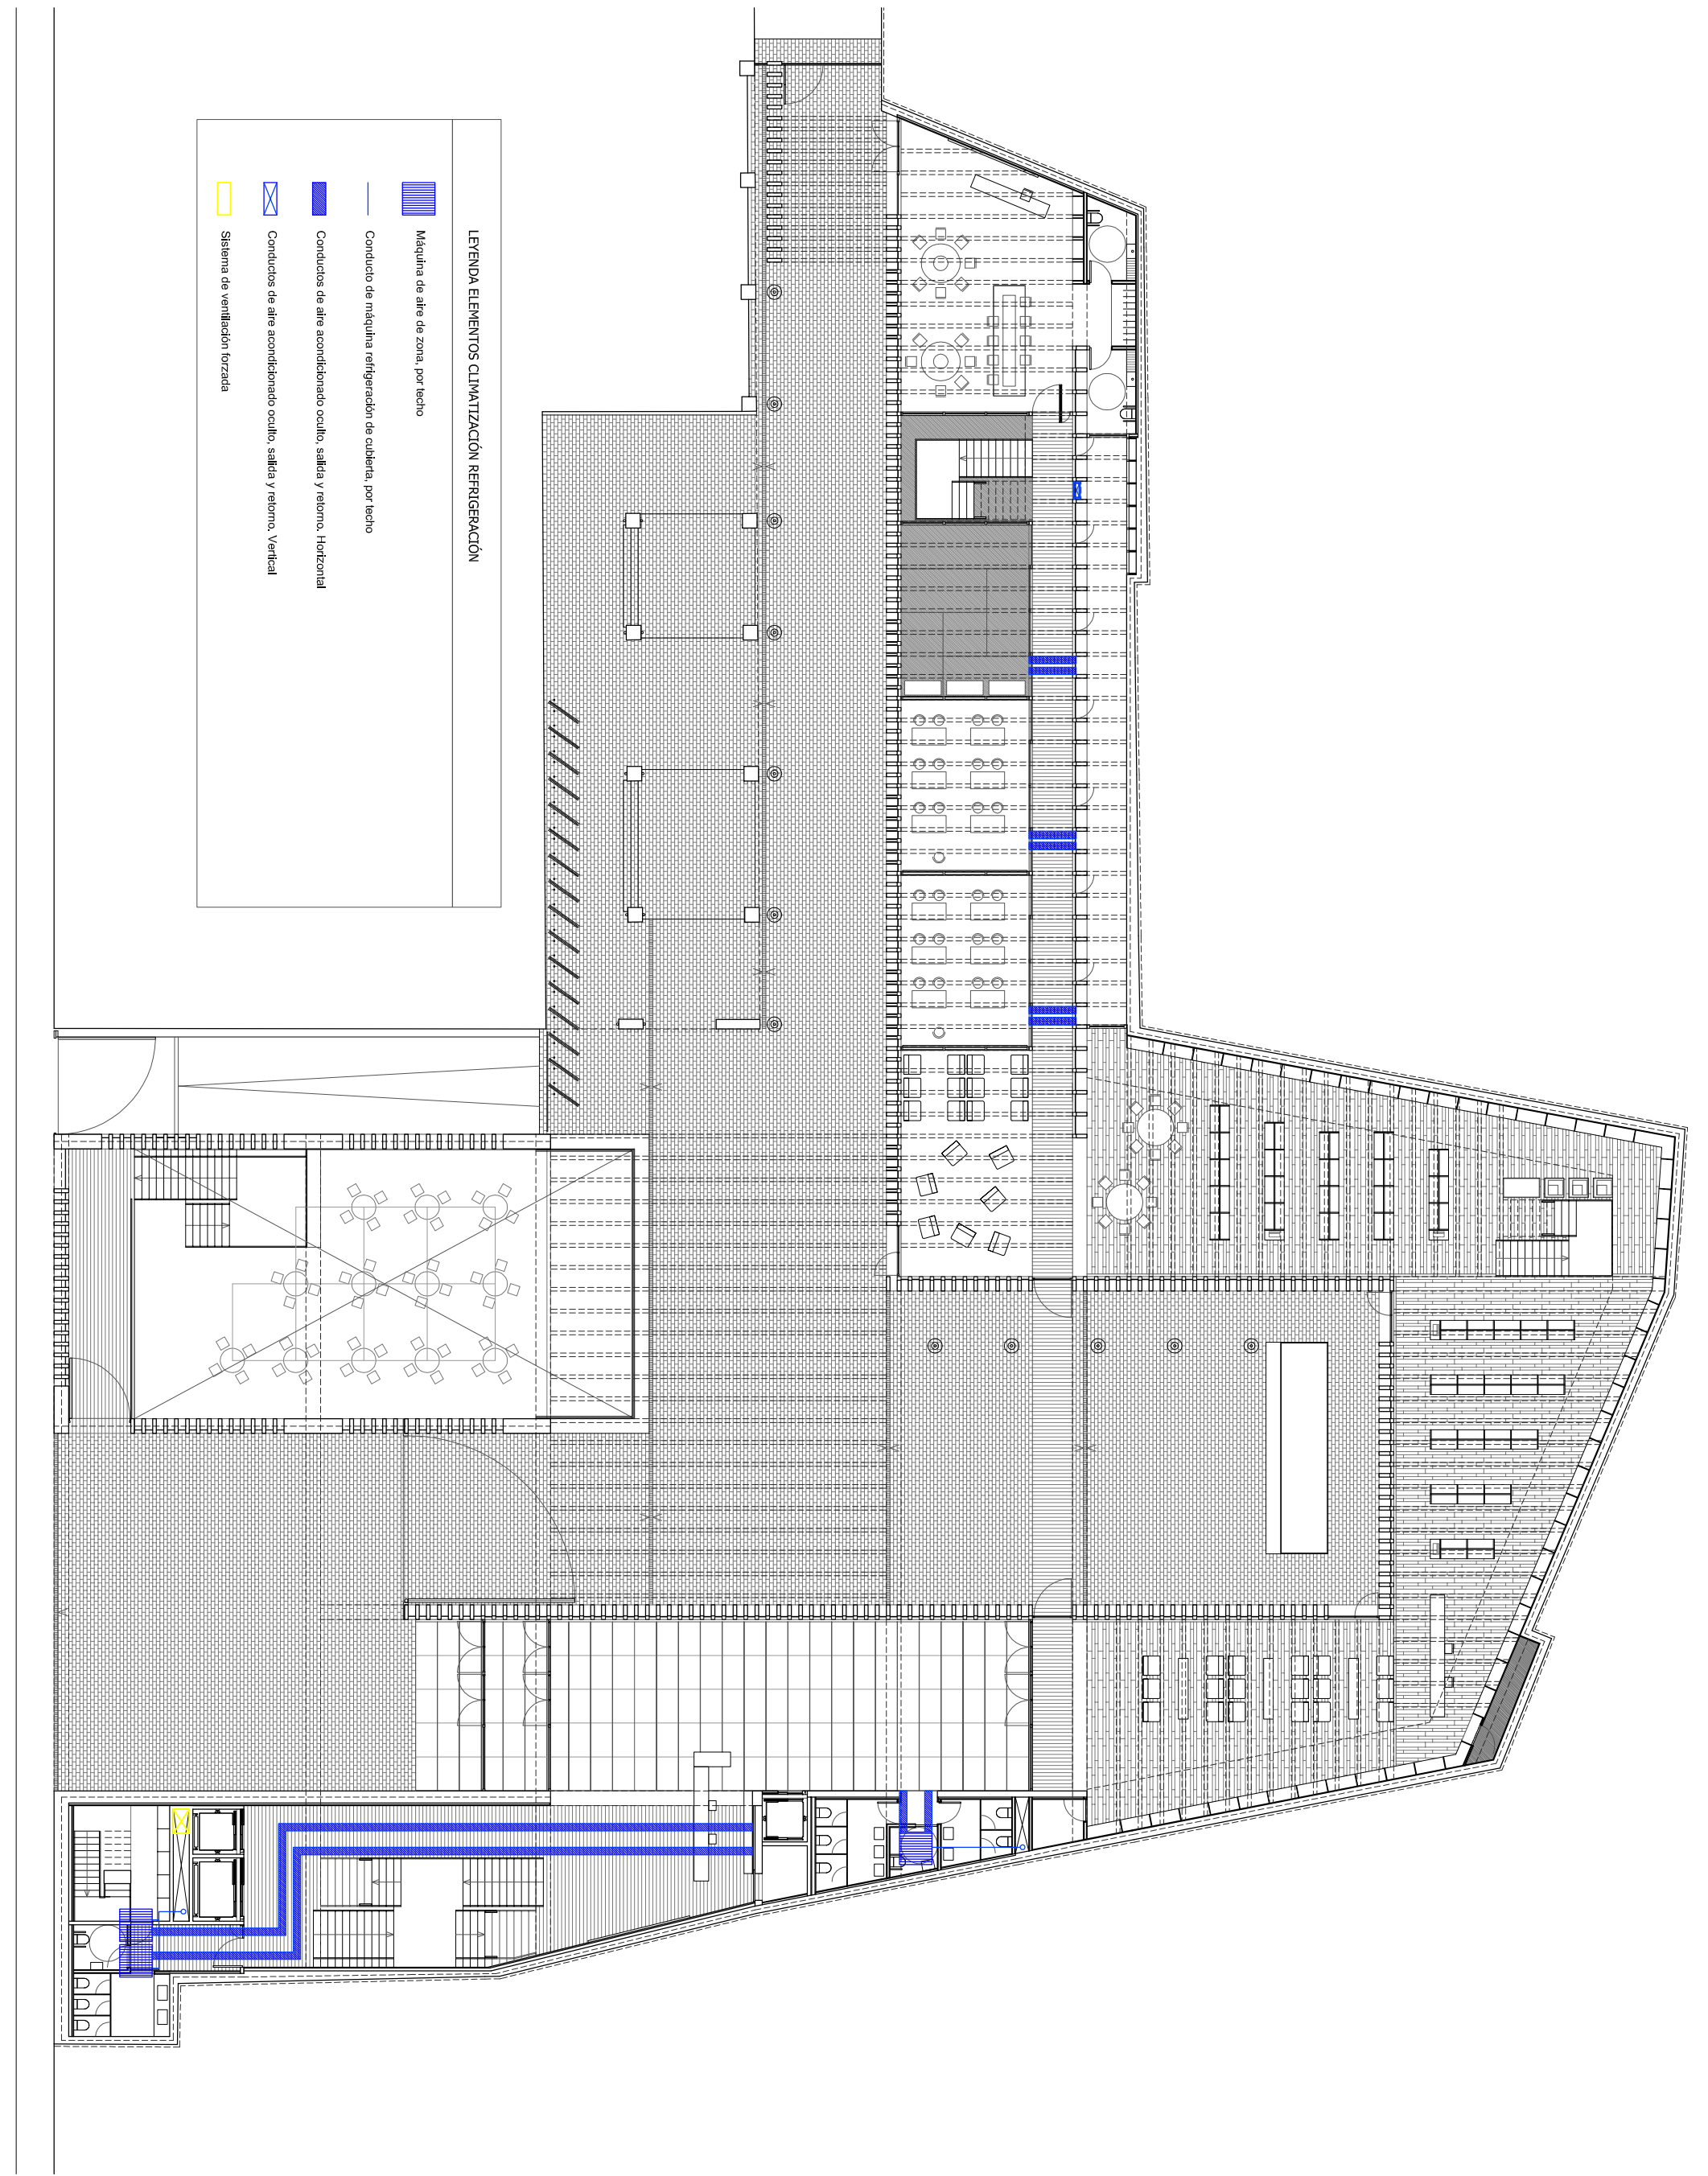 LEYENDA ELEMENTOS CLIMATIZACIÓN REFRIGERACIÓN
Máquina de aire de zona, por techo
Conducto de máquina refrigeración de cubierta, por techo
Conductos de aire acondicionado oculto, salida y retorno. Horizontal
Conductos de aire acondicionado oculto, salida y retorno. Vertical
Sistema de ventilación forzada